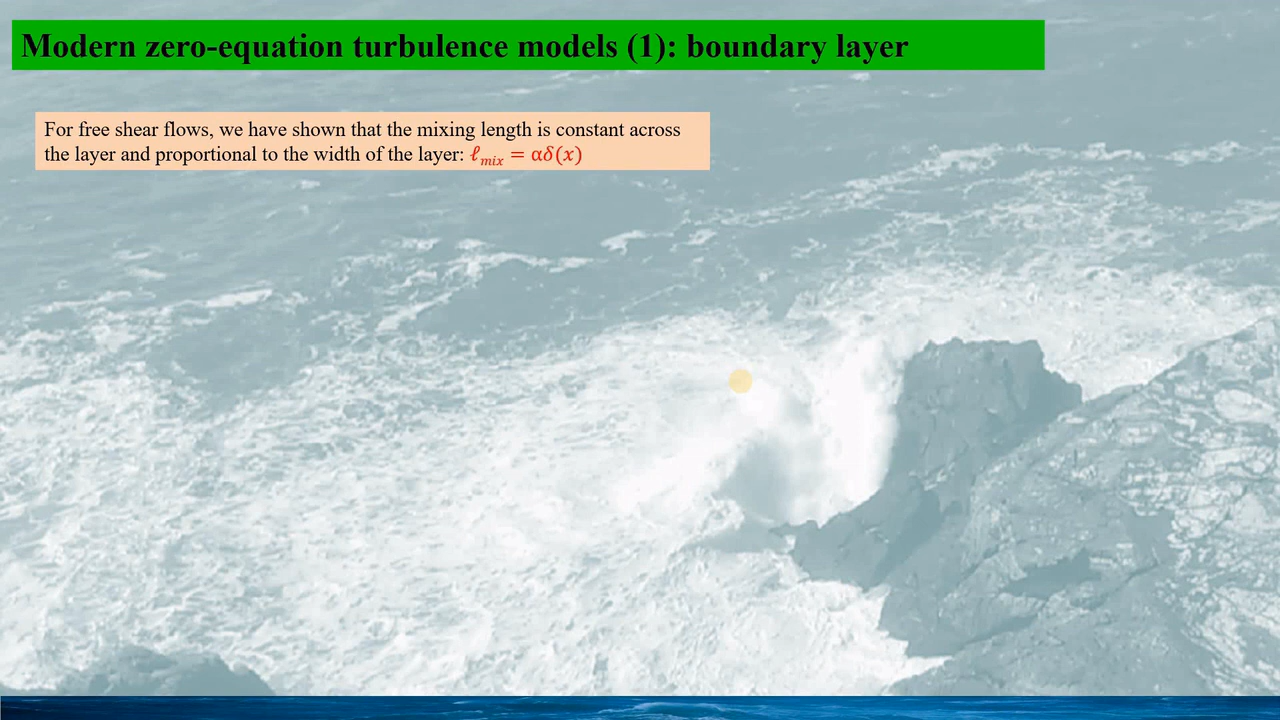 Modern zero-equation turbulence models (1): boundary layer
For free shear flows, we have shown that the mixing length is constant across
the layer and proportional to the width of the layer: ℓ_mix = αδ(x)